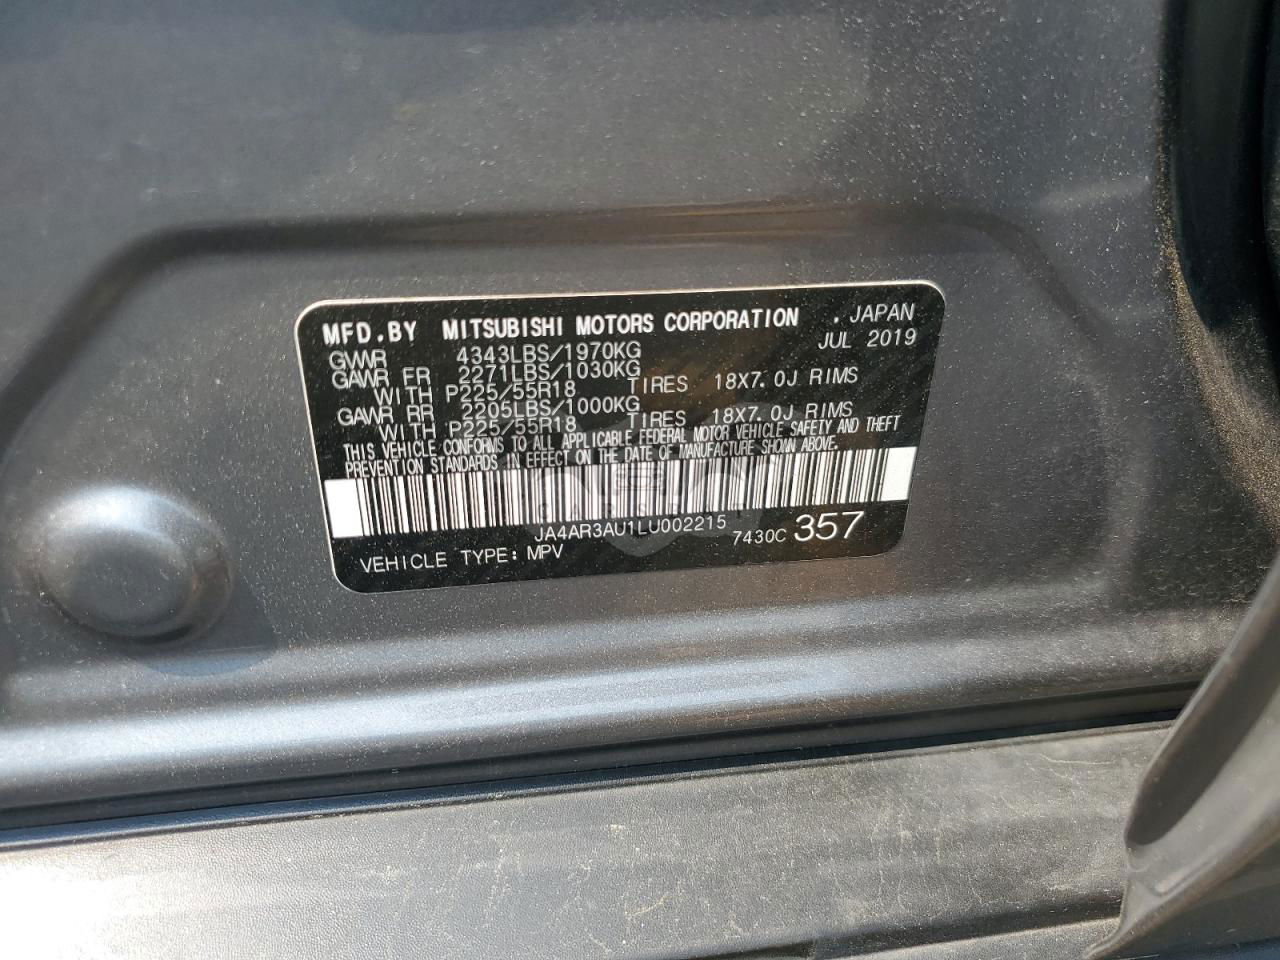 MFD.BY MITSUBISHI MOTORS CORPORATION . JAPAN
JUL 2019
GVWR 4343LBS/1970KG
GAWR FR 2271LBS/1030KG
WITH P225/55R18 TIRES 18X7.0J RIMS
GAWR RR 2205LBS/1000KG
WITH P225/55R18 TIRES 18X7.0J RIMS
THIS VEHICLE CONFORMS TO ALL APPLICABLE FEDERAL MOTOR VEHICLE SAFETY AND THEFT
PREVENTION STANDARDS IN EFFECT ON THE DATE OF MANUFACTURE SHOWN ABOVE.
JA4AR3AU1LU002215
7430C 357
VEHICLE TYPE: MPV